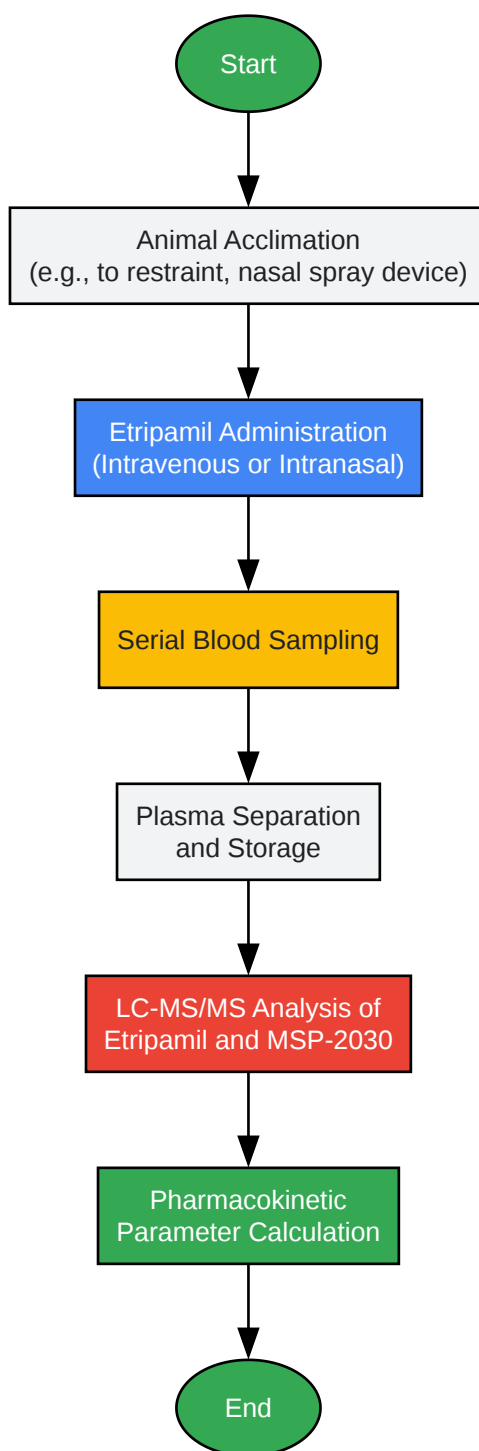 Start
Animal Acclimation
(e.g., to restraint, nasal spray device)
Etripamil Administration
(Intravenous or Intranasal)
Serial Blood Sampling
Plasma Separation
and Storage
LC-MS/MS Analysis of
Etripamil and MSP-2030
Pharmacokinetic
Parameter Calculation
End